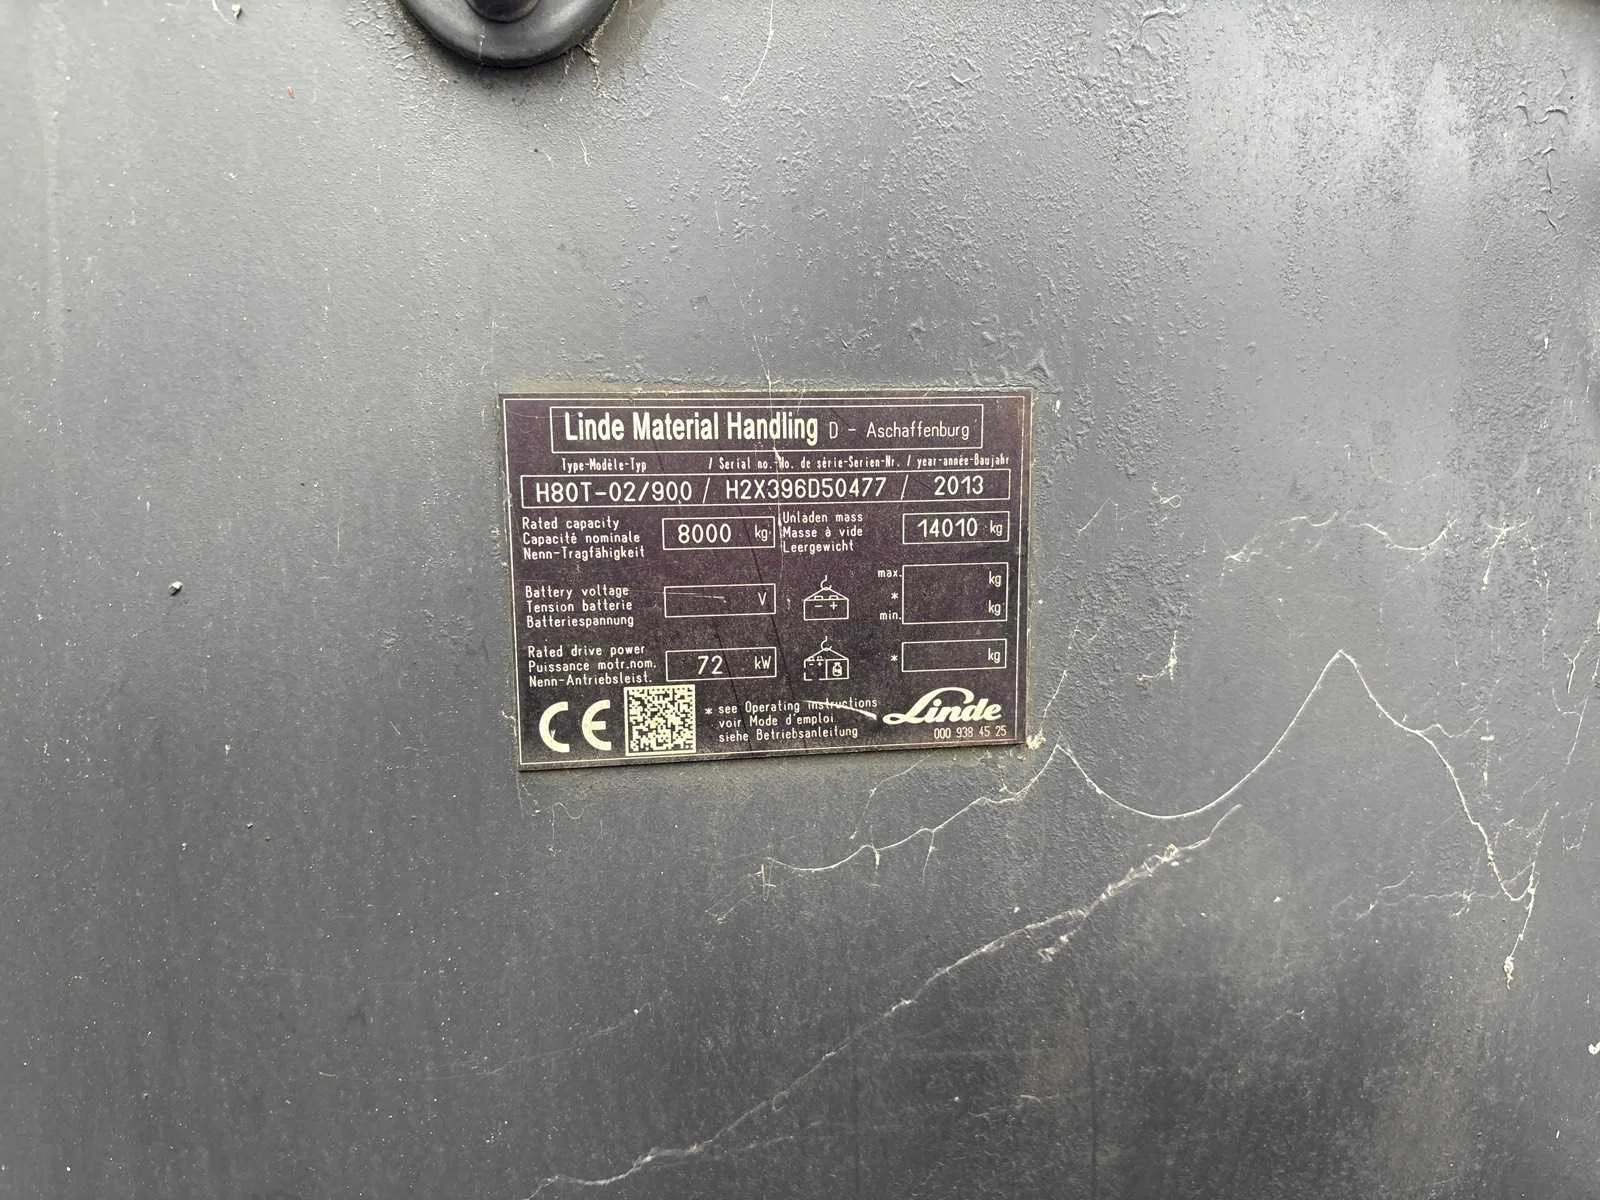 Linde Material Handling D - Aschaffenburg
Type-Modèle-Typ / Serial no.-No. de série-Serien-Nr. / year-année-Baujahr
H80T-02/900 / H2X396D50477 / 2013
Rated capacity
Capacité nominale
Nenn-Tragfähigkeit
8000 kg
Unladen mass
Masse à vide
Leergewicht
14010 kg
Battery voltage
Tension batterie
Batteriespannung
V
- +
max. kg
*
min. kg
Rated drive power
Puissance motr.nom.
Nenn-Antriebsleist.
72 kW
- +
* kg
CE
* see Operating instructions
voir Mode d'emploi
siehe Betriebsanleitung
Linde
000 938 45 25